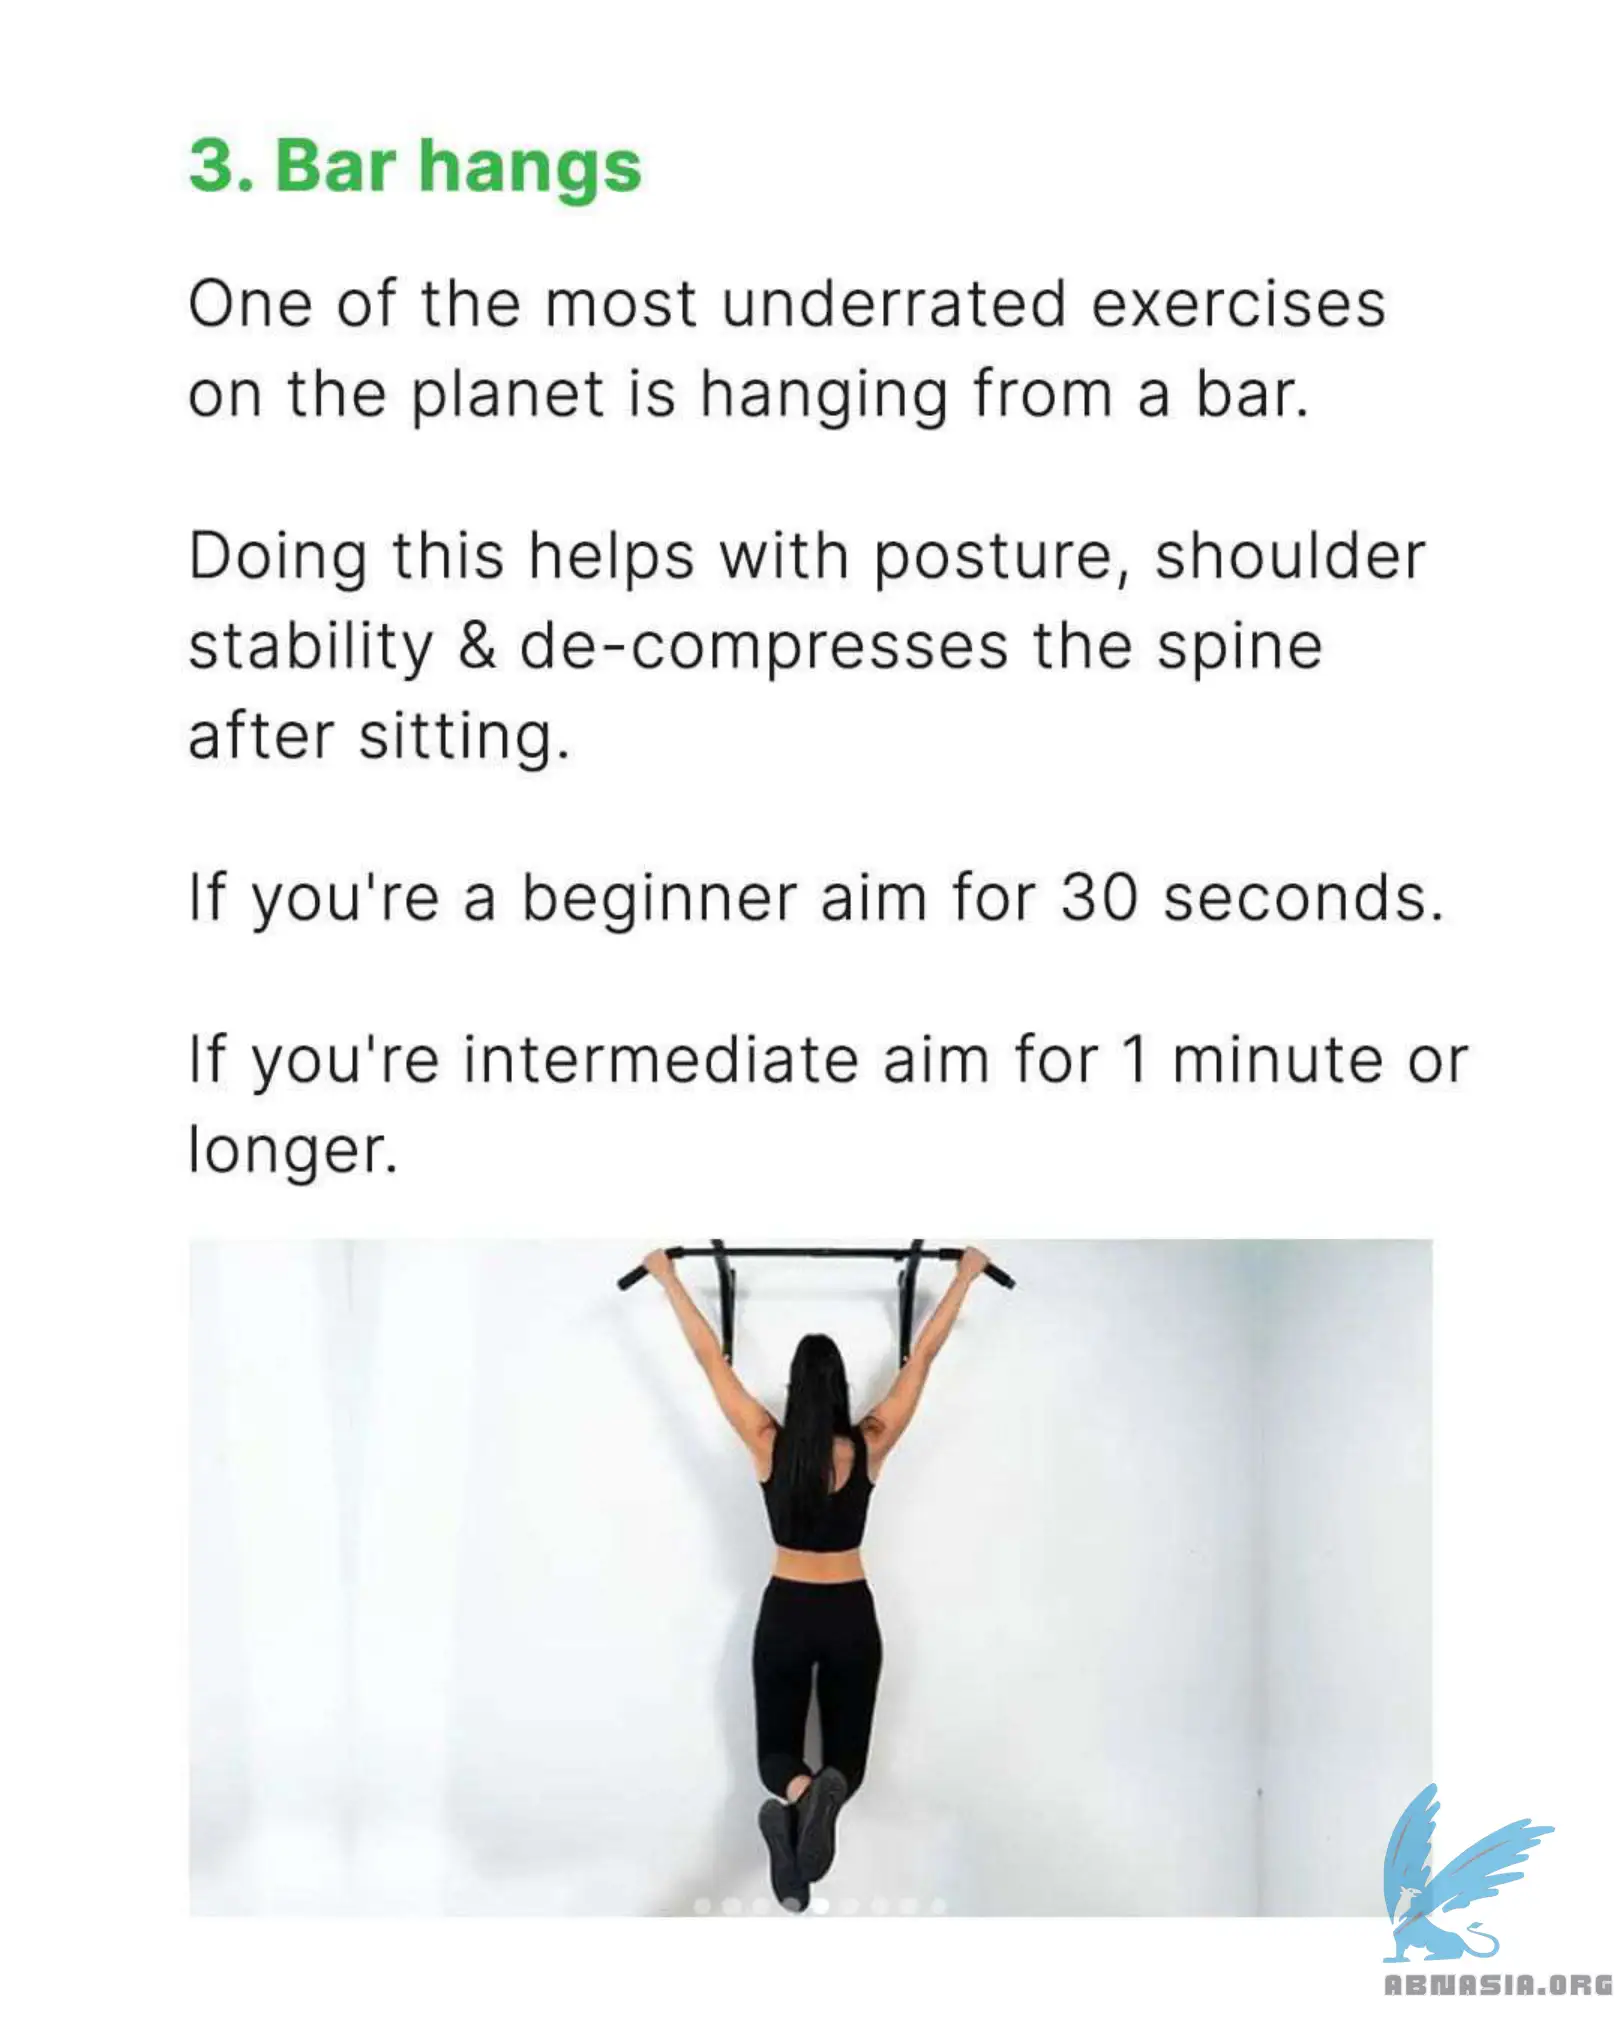 3. Bar hangs
One of the most underrated exercises
on the planet is hanging from a bar.
Doing this helps with posture, shoulder
stability & de-compresses the spine
after sitting.
If you're a beginner aim for 30 seconds.
If you're intermediate aim for 1 minute or
longer.
ABNASIA.ORG